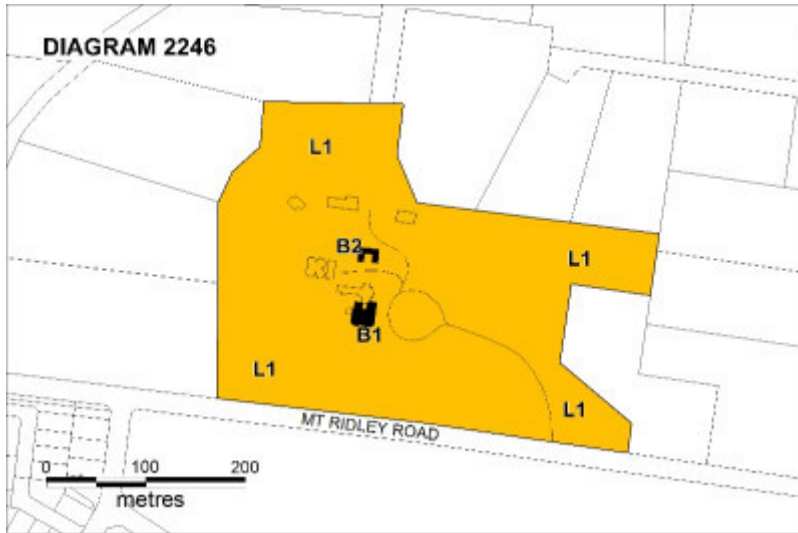 DIAGRAM 2246
L1
B2
L1
B1
L1
L1
MT RIDLEY ROAD
0 100 200
metres